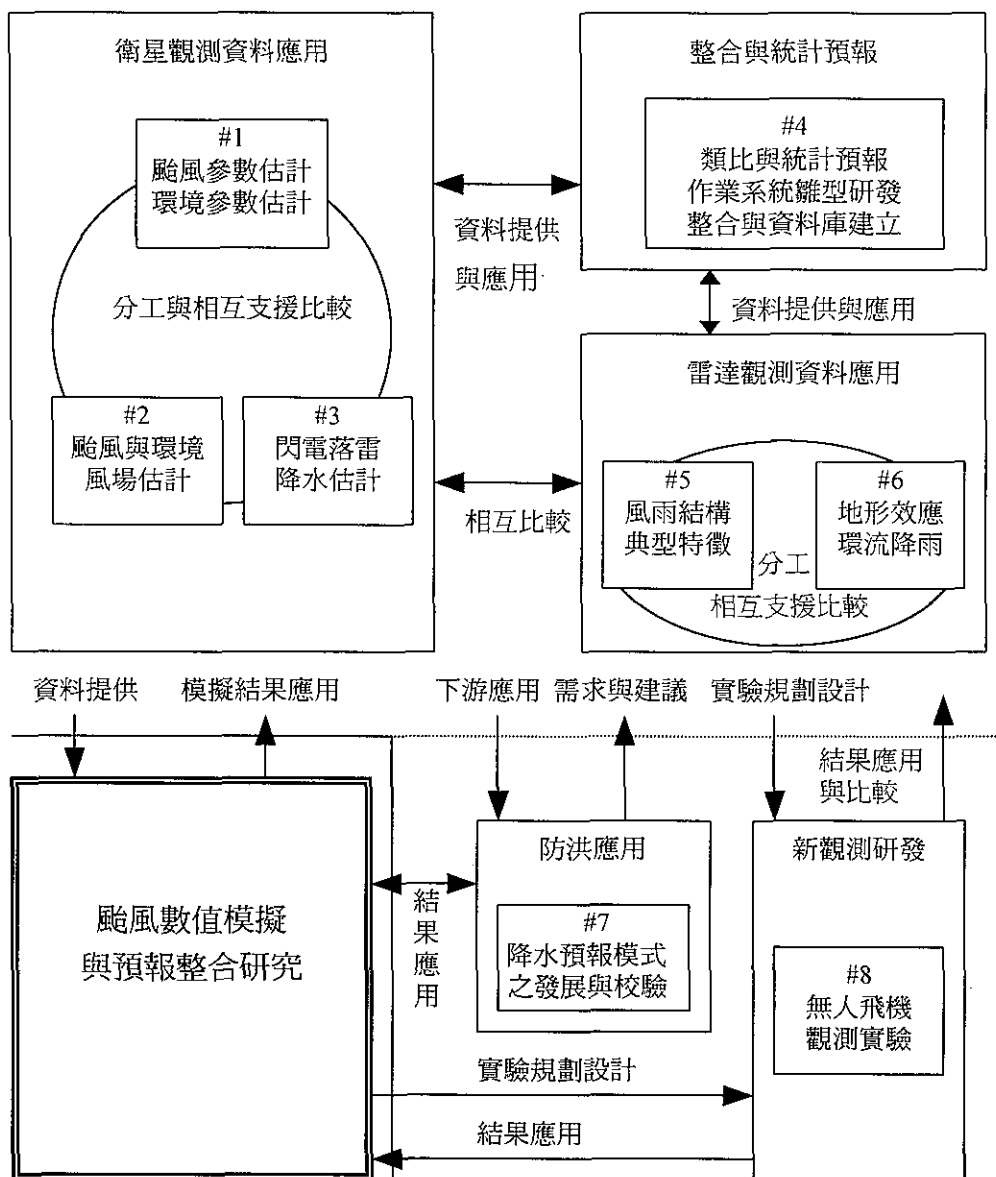 衛星觀測資料應用
#1
颱風參數估計
環境參數估計
分工與相互支援比較
#2
颱風與環境
風場估計
#3
閃電落雷
降水估計
資料提供
與應用
相互比較
整合與統計預報
#4
類比與統計預報
作業系統雛型研發
整合與資料庫建立
資料提供與應用
雷達觀測資料應用
#5
風雨結構
典型特徵
#6
地形效應
環流降雨
分工
相互支援比較
資料提供
模擬結果應用
下游應用
需求與建議
實驗規劃設計
結果應用
與比較
颱風數值模擬
與預報整合研究
結果應用
防洪應用
#7
降水預報模式
之發展與校驗
新觀測研發
#8
無人飛機
觀測實驗
實驗規劃設計
結果應用